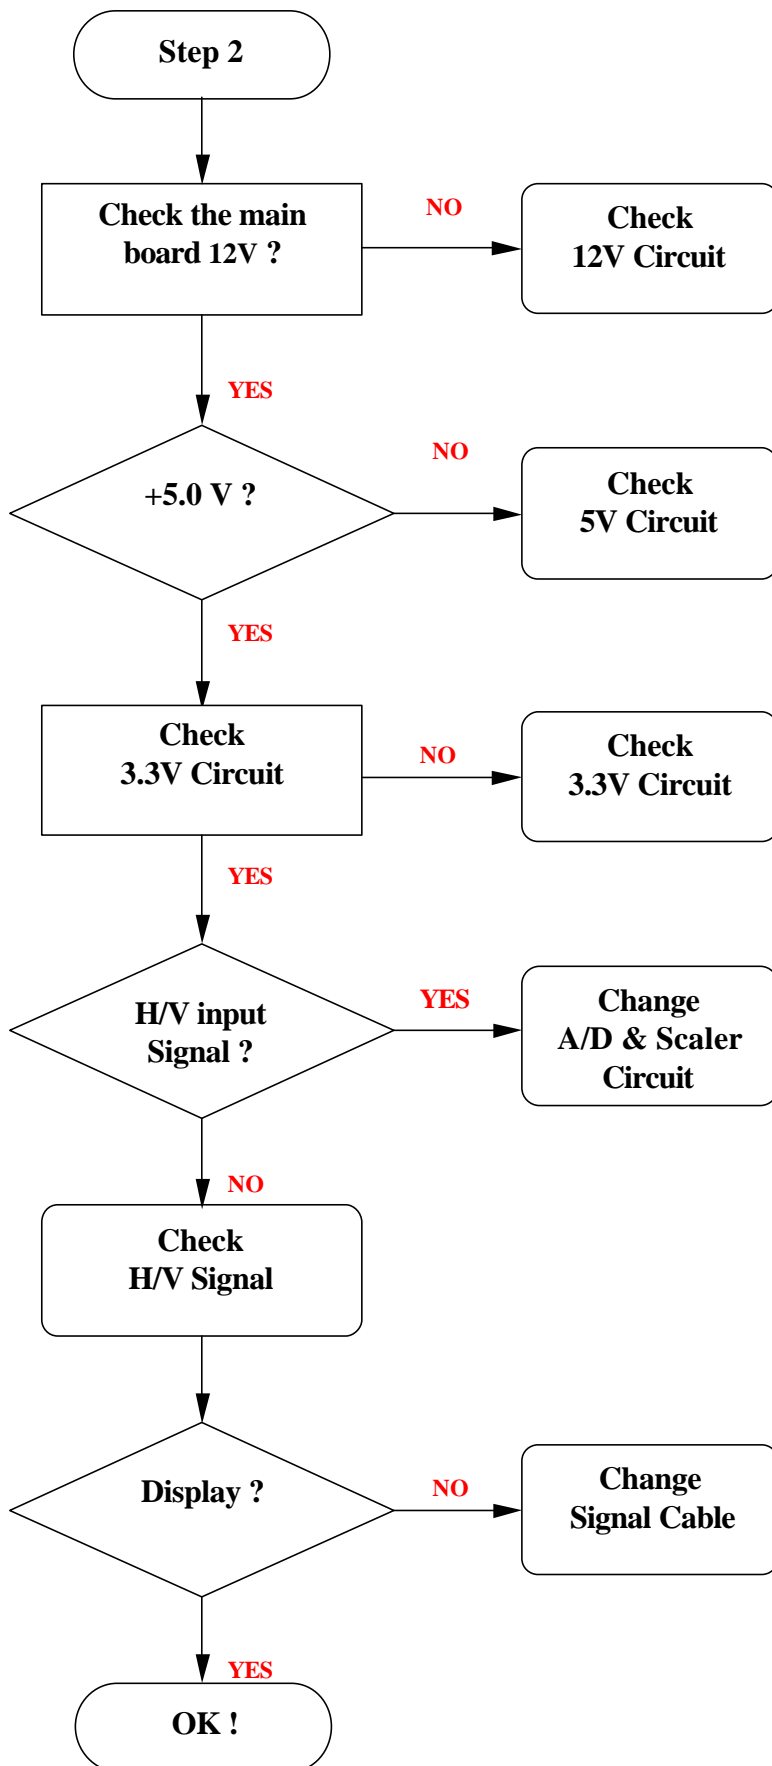 Step 2
Check the main
board 12V ?
NO
Check
12V Circuit
YES
+5.0 V ?
NO
Check
5V Circuit
YES
Check
3.3V Circuit
NO
Check
3.3V Circuit
YES
H/V input
Signal ?
YES
Change
A/D & Scaler
Circuit
NO
Check
H/V Signal
Display ?
NO
Change
Signal Cable
YES
OK !